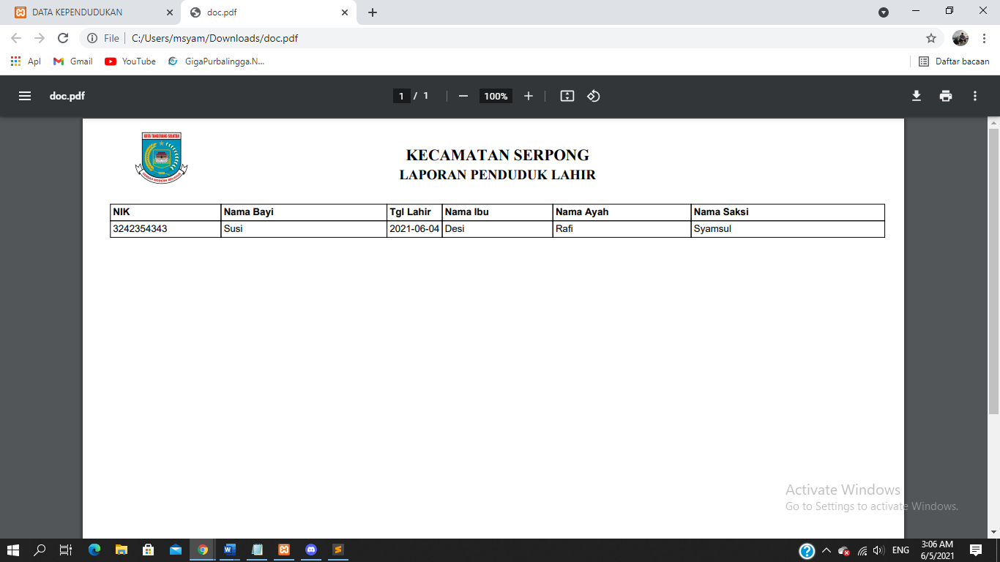 DATA KEPENDUDUKAN
doc.pdf
File C:/Users/msyam/Downloads/doc.pdf
Apl Gmail YouTube GigaPurbalingga.N... Daftar bacaan
doc.pdf 1 / 1 100%
KOTA TANGERANG SELATAN
KECAMATAN SERPONG
LAPORAN PENDUDUK LAHIR
NIK Nama Bayi Tgl Lahir Nama Ibu Nama Ayah Nama Saksi
3242354343 Susi 2021-06-04 Desi Rafi Syamsul
Activate Windows
Go to Settings to activate Windows.
ENG
3:06 AM
6/5/2021